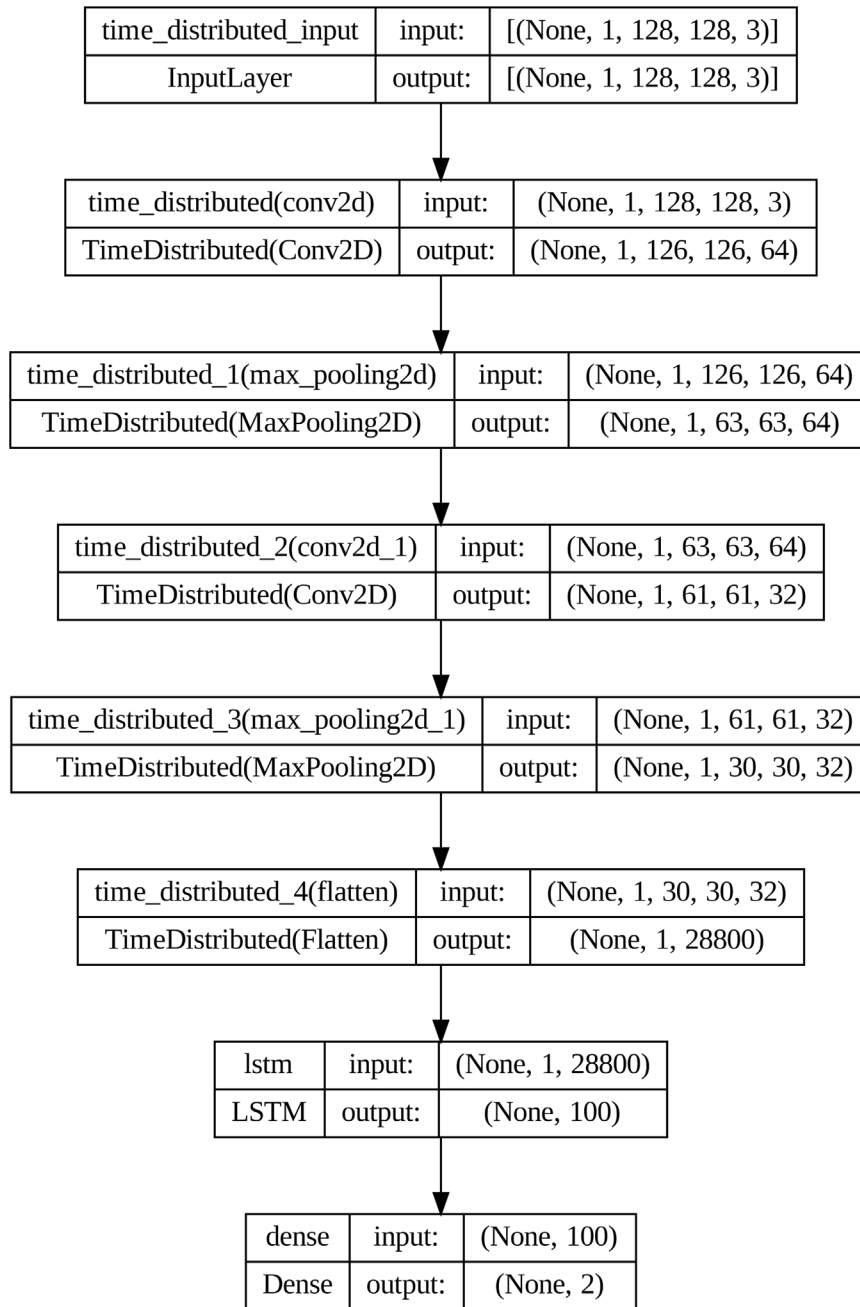 time_distributed_input input: [(None, 1, 128, 128, 3)]
InputLayer output: [(None, 1, 128, 128, 3)]
time_distributed(conv2d) input: (None, 1, 128, 128, 3)
TimeDistributed(Conv2D) output: (None, 1, 126, 126, 64)
time_distributed_1(max_pooling2d) input: (None, 1, 126, 126, 64)
TimeDistributed(MaxPooling2D) output: (None, 1, 63, 63, 64)
time_distributed_2(conv2d_1) input: (None, 1, 63, 63, 64)
TimeDistributed(Conv2D) output: (None, 1, 61, 61, 32)
time_distributed_3(max_pooling2d_1) input: (None, 1, 61, 61, 32)
TimeDistributed(MaxPooling2D) output: (None, 1, 30, 30, 32)
time_distributed_4(flatten) input: (None, 1, 30, 30, 32)
TimeDistributed(Flatten) output: (None, 1, 28800)
lstm input: (None, 1, 28800)
LSTM output: (None, 100)
dense input: (None, 100)
Dense output: (None, 2)